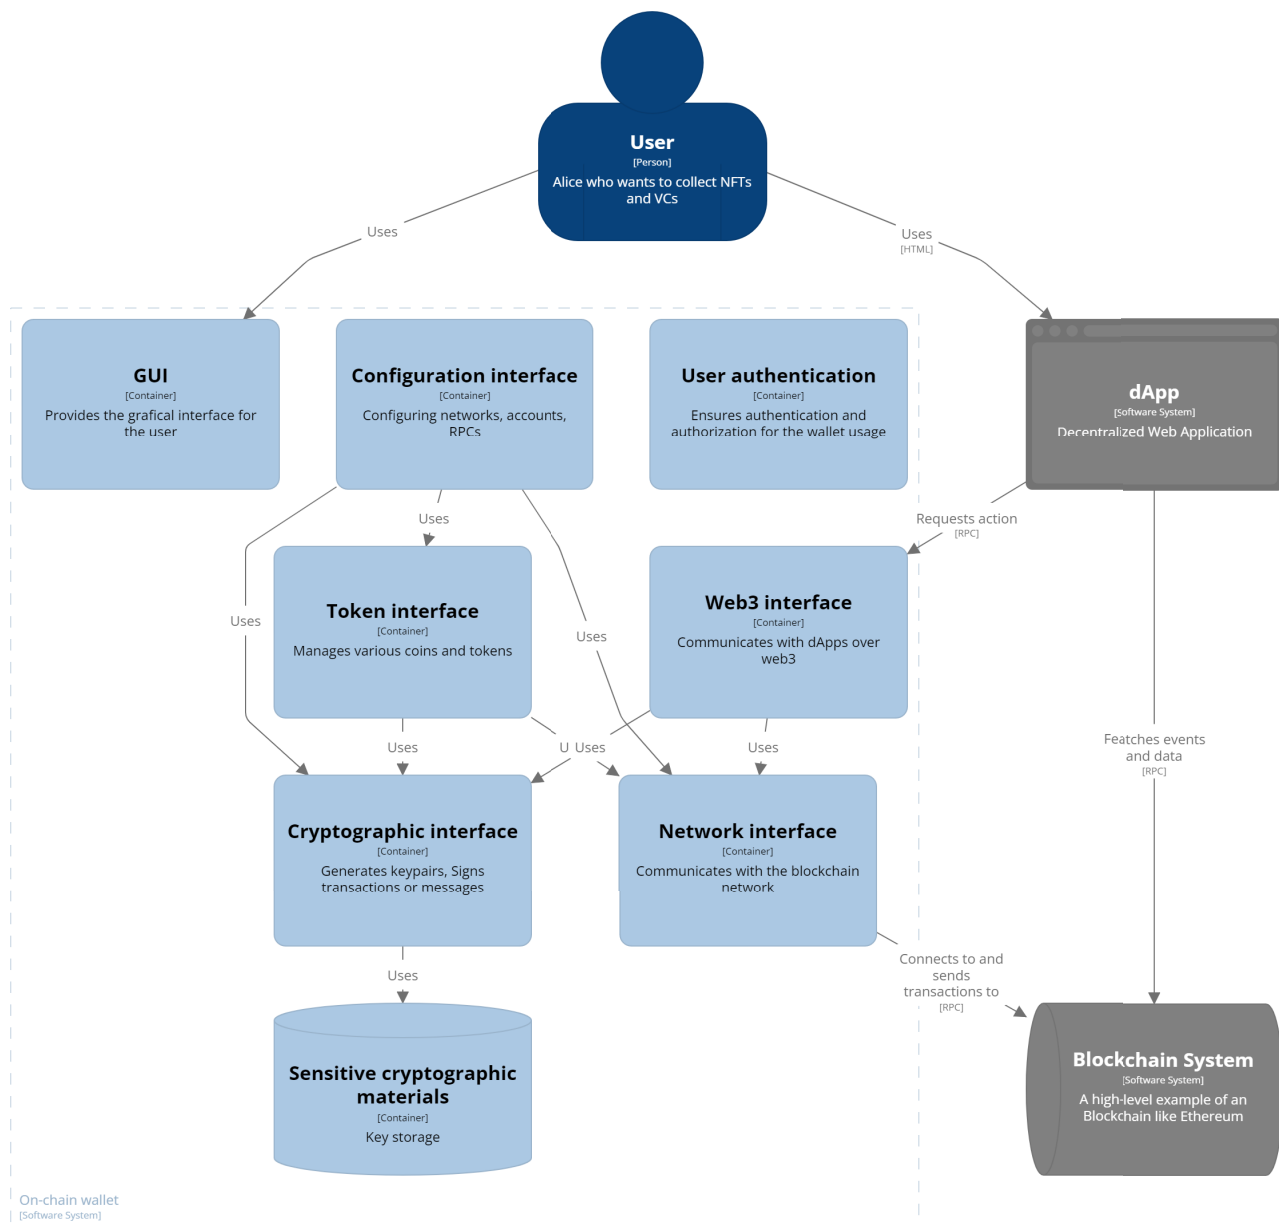 User
[Person]
Alice who wants to collect NFTs
and VCs
Uses
Uses
[HTML]
GUI
[Container]
Provides the grafical interface for
the user
Configuration interface
[Container]
Configuring networks, accounts,
RPCs
User authentication
[Container]
Ensures authentication and
authorization for the wallet usage
dApp
[Software System]
Decentralized Web Application
Uses
Requests action
[RPC]
Token interface
[Container]
Manages various coins and tokens
Web3 interface
[Container]
Communicates with dApps over
web3
Uses
Uses
Uses
U
Uses
Uses
Featches events
and data
[RPC]
Cryptographic interface
[Container]
Generates keypairs, Signs
transactions or messages
Network interface
[Container]
Communicates with the blockchain
network
Uses
Connects to and
sends
transactions to
[RPC]
Sensitive cryptographic
materials
[Container]
Key storage
Blockchain System
[Software System]
A high-level example of an
Blockchain like Ethereum
On-chain wallet
[Software System]